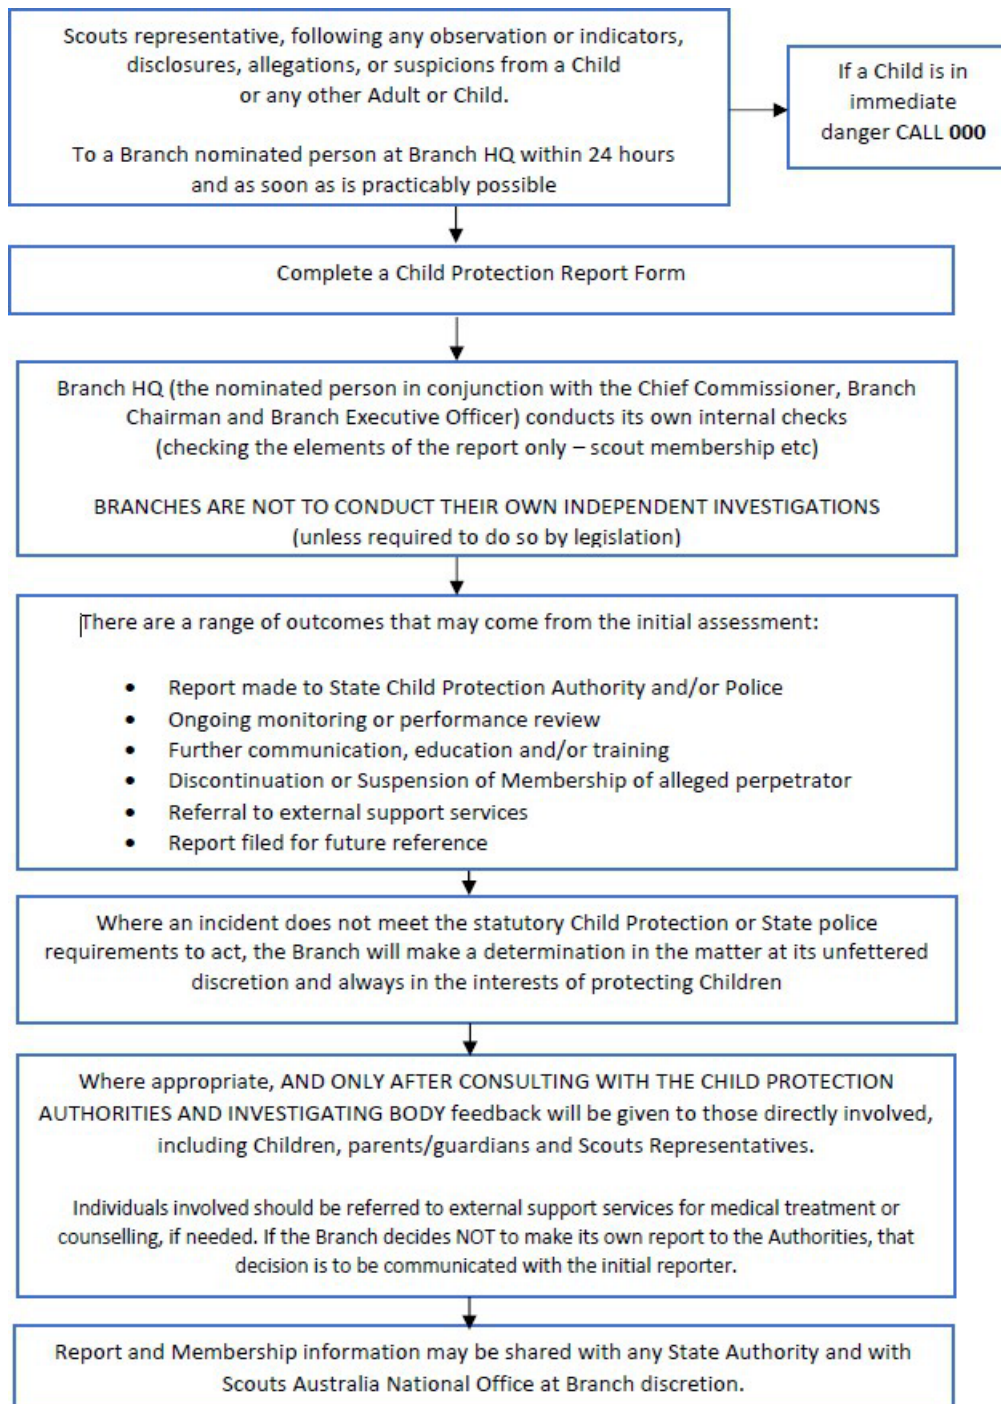 Scouts representative, following any observation or indicators,
disclosures, allegations, or suspicions from a Child
or any other Adult or Child.
To a Branch nominated person at Branch HQ within 24 hours
and as soon as is practicably possible
If a Child is in
immediate
danger CALL 000
Complete a Child Protection Report Form
Branch HQ (the nominated person in conjunction with the Chief Commissioner, Branch
Chairman and Branch Executive Officer) conducts its own internal checks
(checking the elements of the report only – scout membership etc)
BRANCHES ARE NOT TO CONDUCT THEIR OWN INDEPENDENT INVESTIGATIONS
(unless required to do so by legislation)
There are a range of outcomes that may come from the initial assessment:
• Report made to State Child Protection Authority and/or Police
• Ongoing monitoring or performance review
• Further communication, education and/or training
• Discontinuation or Suspension of Membership of alleged perpetrator
• Referral to external support services
• Report filed for future reference
Where an incident does not meet the statutory Child Protection or State police
requirements to act, the Branch will make a determination in the matter at its unfettered
discretion and always in the interests of protecting Children
Where appropriate, AND ONLY AFTER CONSULTING WITH THE CHILD PROTECTION
AUTHORITIES AND INVESTIGATING BODY feedback will be given to those directly involved,
including Children, parents/guardians and Scouts Representatives.
Individuals involved should be referred to external support services for medical treatment or
counselling, if needed. If the Branch decides NOT to make its own report to the Authorities, that
decision is to be communicated with the initial reporter.
Report and Membership information may be shared with any State Authority and with
Scouts Australia National Office at Branch discretion.